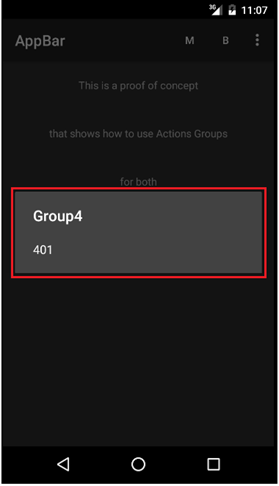 3G 11:07
AppBar M B
This is a proof of concept
that shows how to use Actions Groups
for both
Group4
401